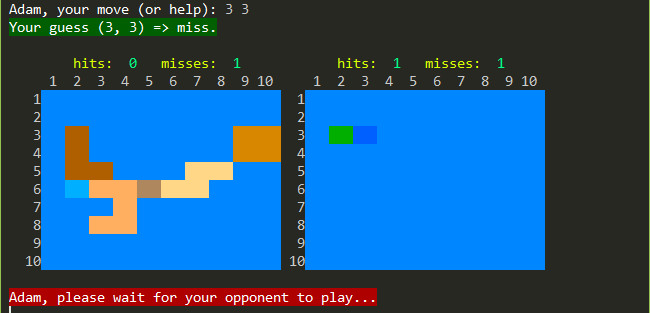 Adam, your move (or help): 3 3
Your guess (3, 3) => miss.
hits: 0 misses: 1 hits: 1 misses: 1
1 2 3 4 5 6 7 8 9 10 1 2 3 4 5 6 7 8 9 10
1 1
2 2
3 3
4 4
5 5
6 6
7 7
8 8
9 9
10 10
Adam, please wait for your opponent to play...